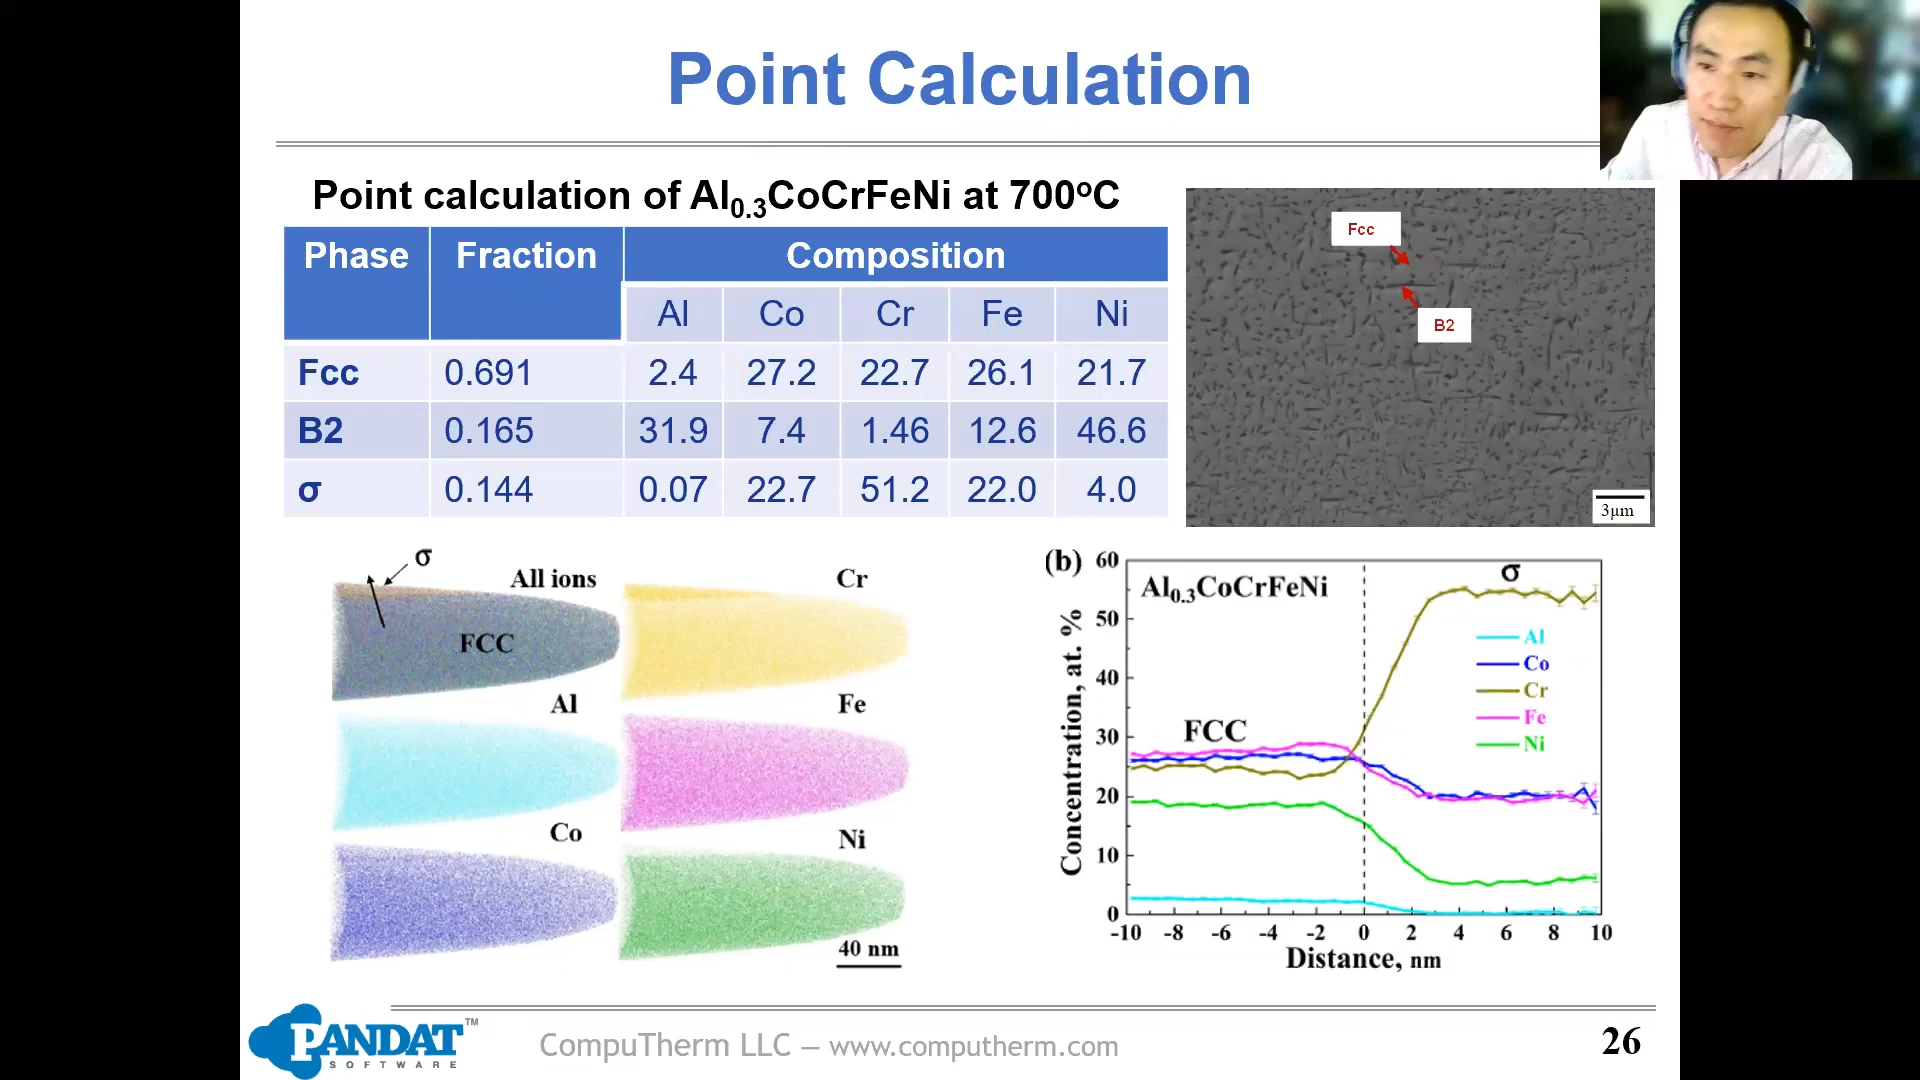 Point Calculation
Point calculation of Al0.3CoCrFeNi at 700oC
Phase Fraction Composition
Al Co Cr Fe Ni
Fcc 0.691 2.4 27.2 22.7 26.1 21.7
B2 0.165 31.9 7.4 1.46 12.6 46.6
σ 0.144 0.07 22.7 51.2 22.0 4.0
Fcc
B2
3µm
σ
All ions
FCC
Cr
Al
Fe
Co
Ni
40 nm
(b)
Al0.3CoCrFeNi
σ
FCC
Al
Co
Cr
Fe
Ni
60
50
40
30
20
10
0
Concentration, at. %
-10 -8 -6 -4 -2 0 2 4 6 8 10
Distance, nm
PANDAT™
SOFTWARE
CompuTherm LLC – www.computherm.com
26